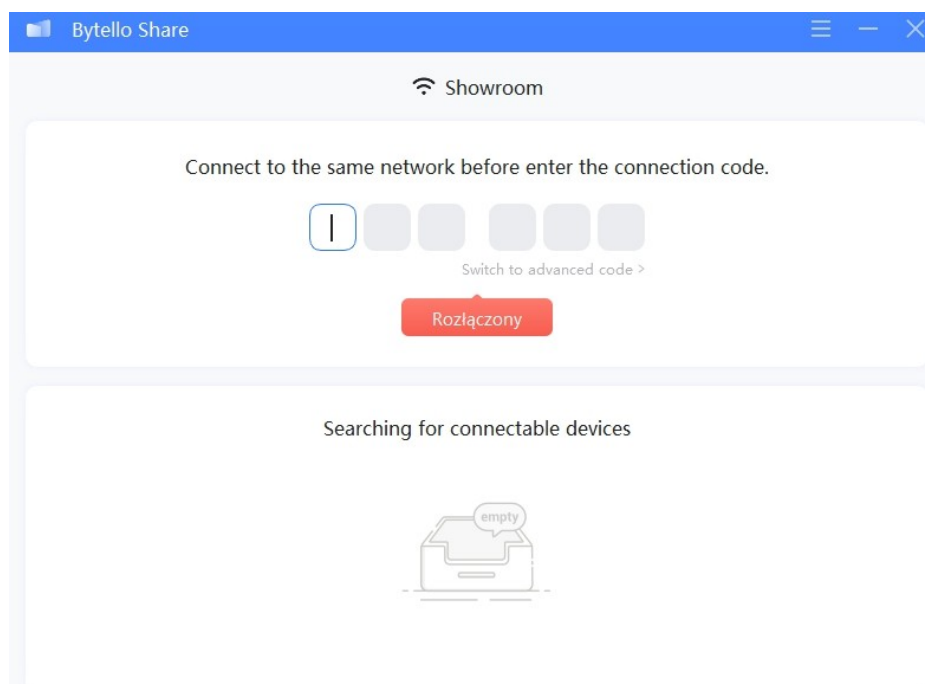 Bytello Share
Showroom
Connect to the same network before enter the connection code.
Switch to advanced code >
Rozłączony
Searching for connectable devices
empty